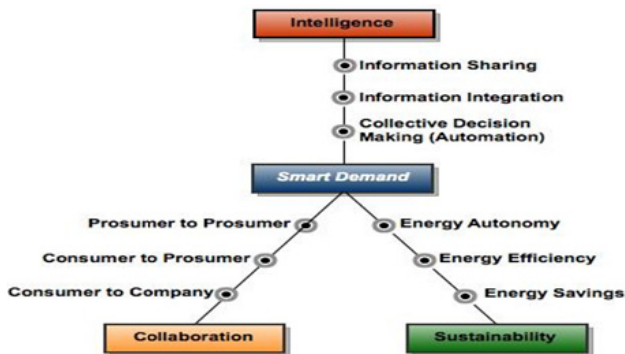 Intelligence
Information Sharing
Information Integration
Collective Decision
Making (Automation)
Smart Demand
Prosumer to Prosumer
Energy Autonomy
Consumer to Prosumer
Energy Efficiency
Consumer to Company
Energy Savings
Collaboration
Sustainability